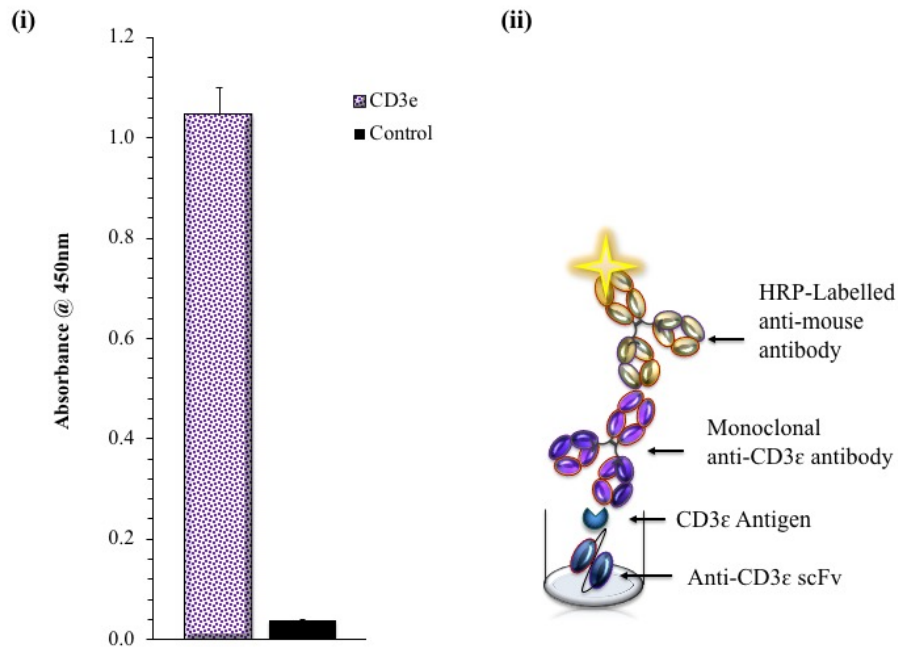 (i)
1.2
1.0
0.8
0.6
0.4
0.2
0.0
Absorbance @ 450nm
CD3e
Control
(ii)
HRP-Labelled
anti-mouse
antibody
Monoclonal
anti-CD3ε antibody
CD3ε Antigen
Anti-CD3ε scFv